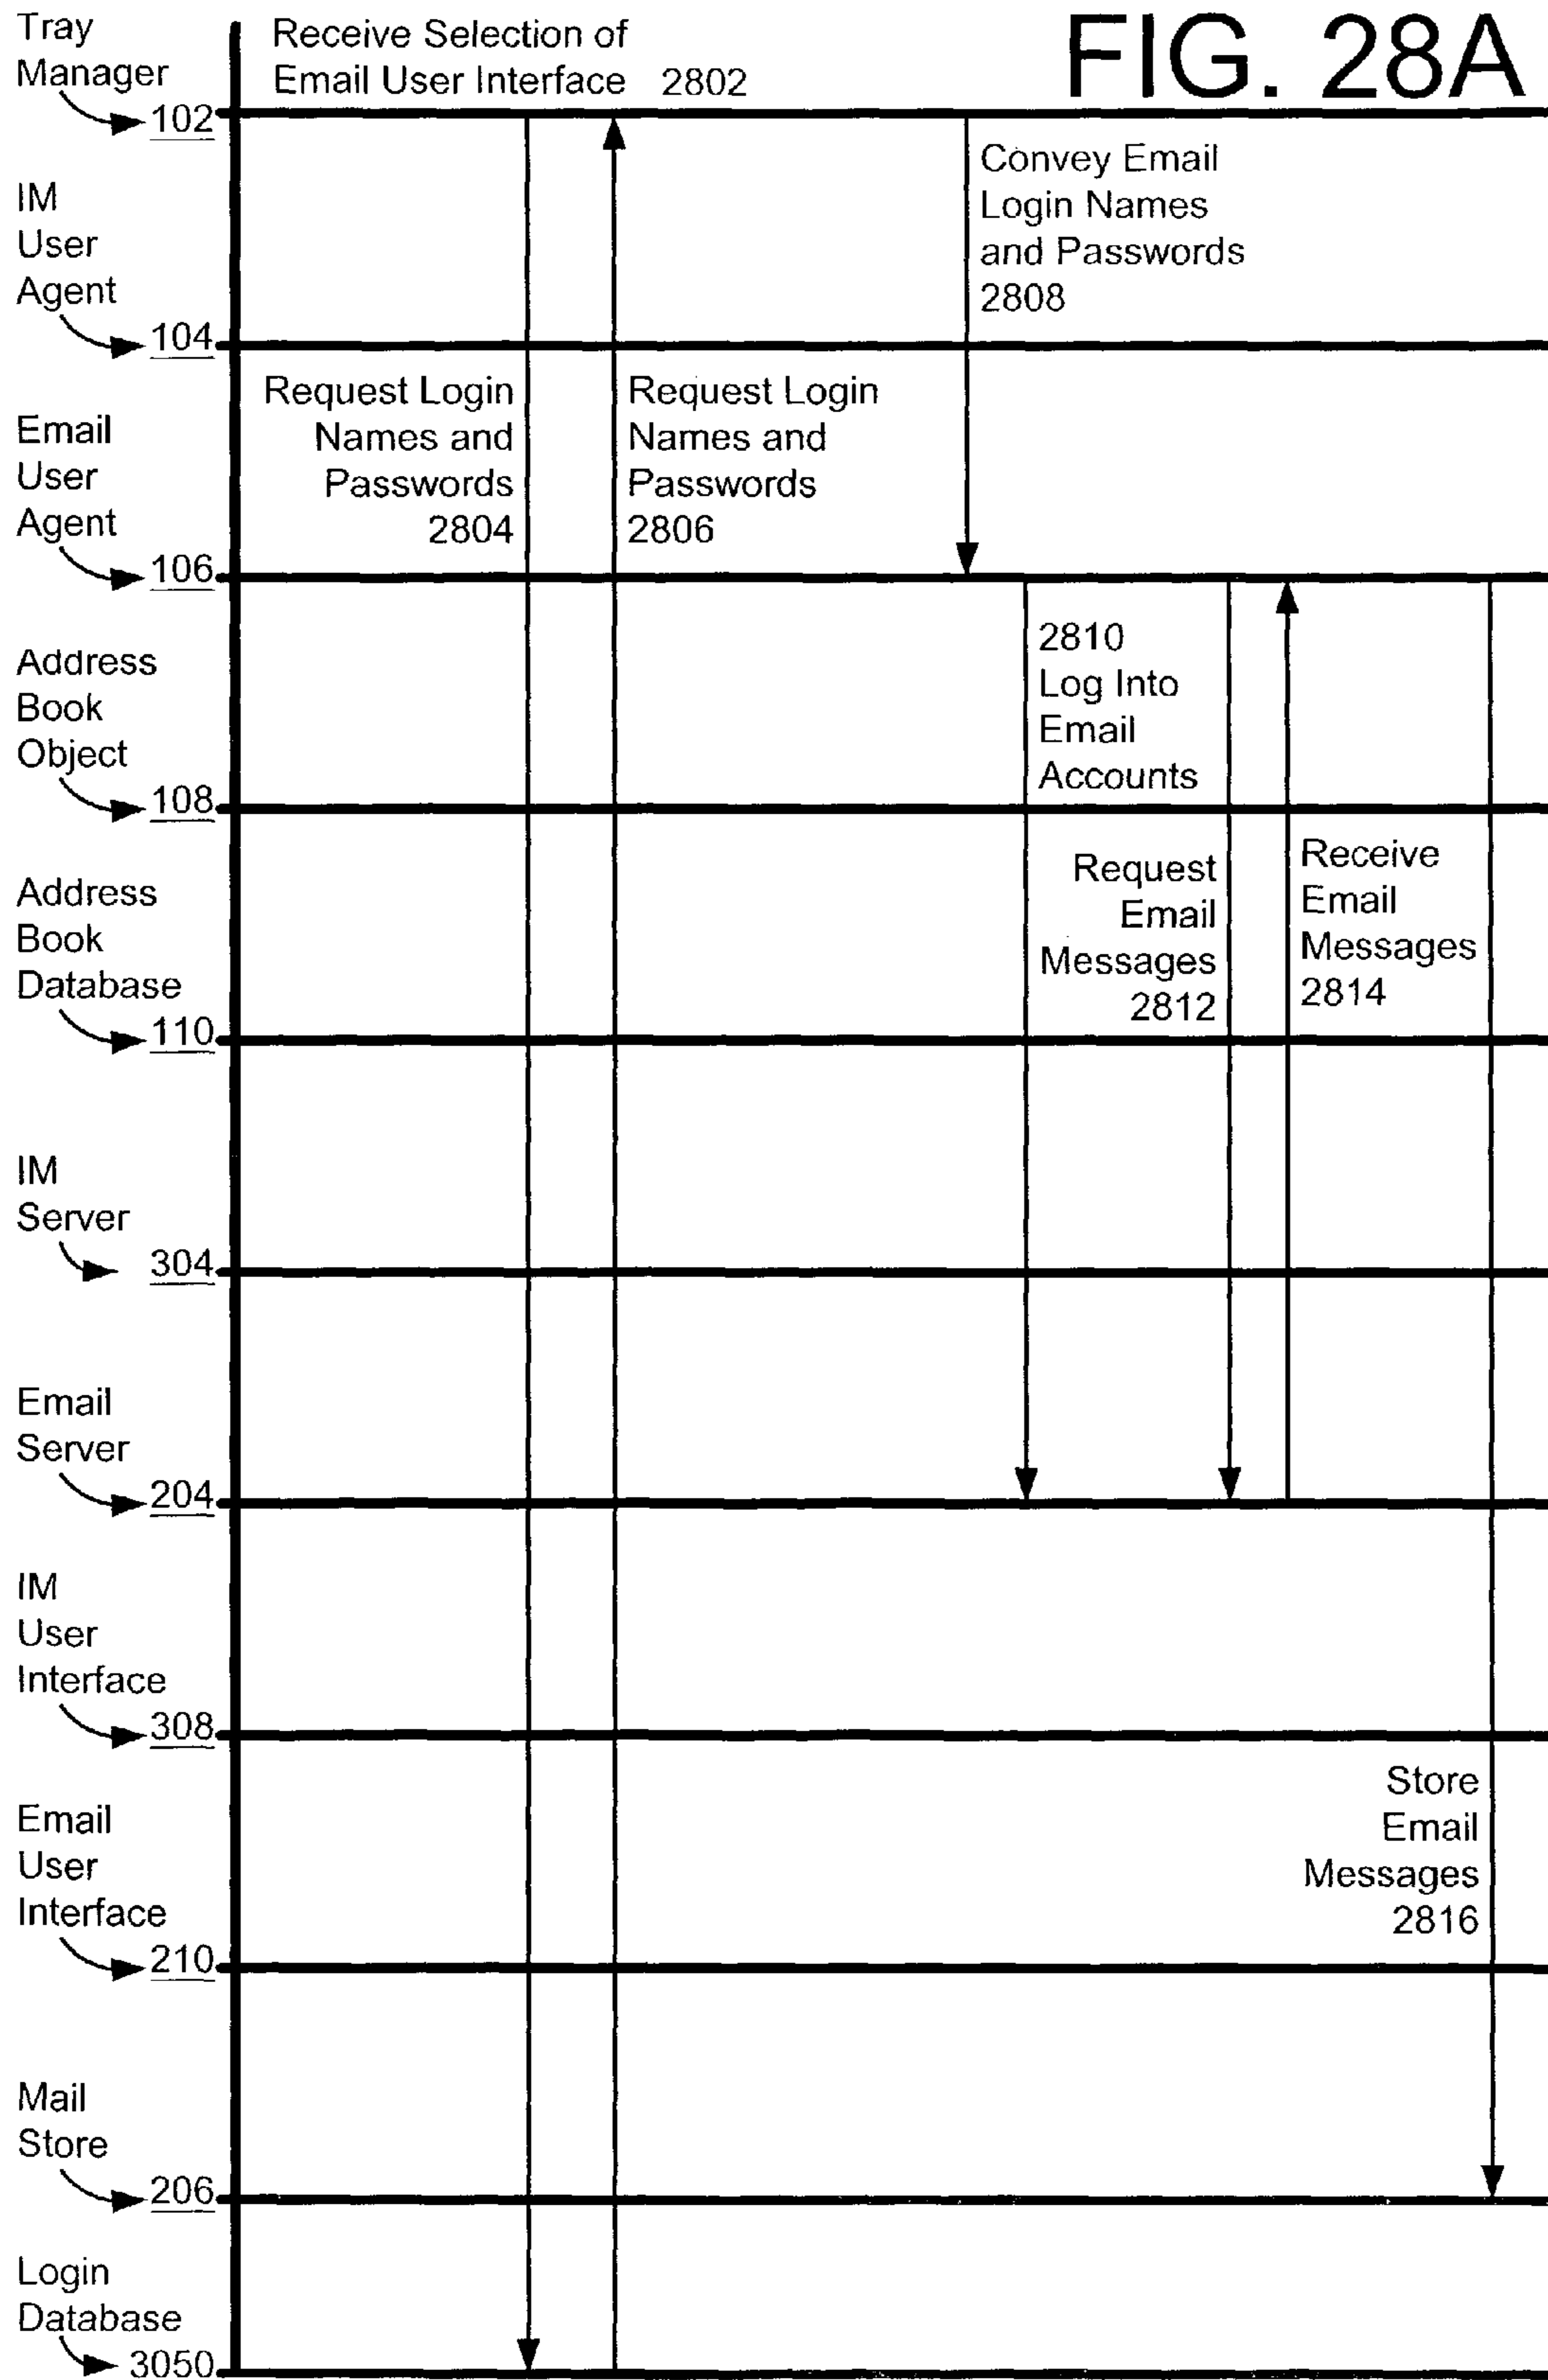 FIG. 28A
Tray
Manager
102
Receive Selection of
Email User Interface 2802
Convey Email
Login Names
and Passwords
2808
IM
User
Agent
104
Request Login
Names and
Passwords
2804
Request Login
Names and
Passwords
2806
Email
User
Agent
106
2810
Log Into
Email
Accounts
Address
Book
Object
108
Request
Email
Messages
2812
Receive
Email
Messages
2814
Address
Book
Database
110
IM
Server
304
Email
Server
204
IM
User
Interface
308
Store
Email
Messages
2816
Email
User
Interface
210
Mail
Store
206
Login
Database
3050